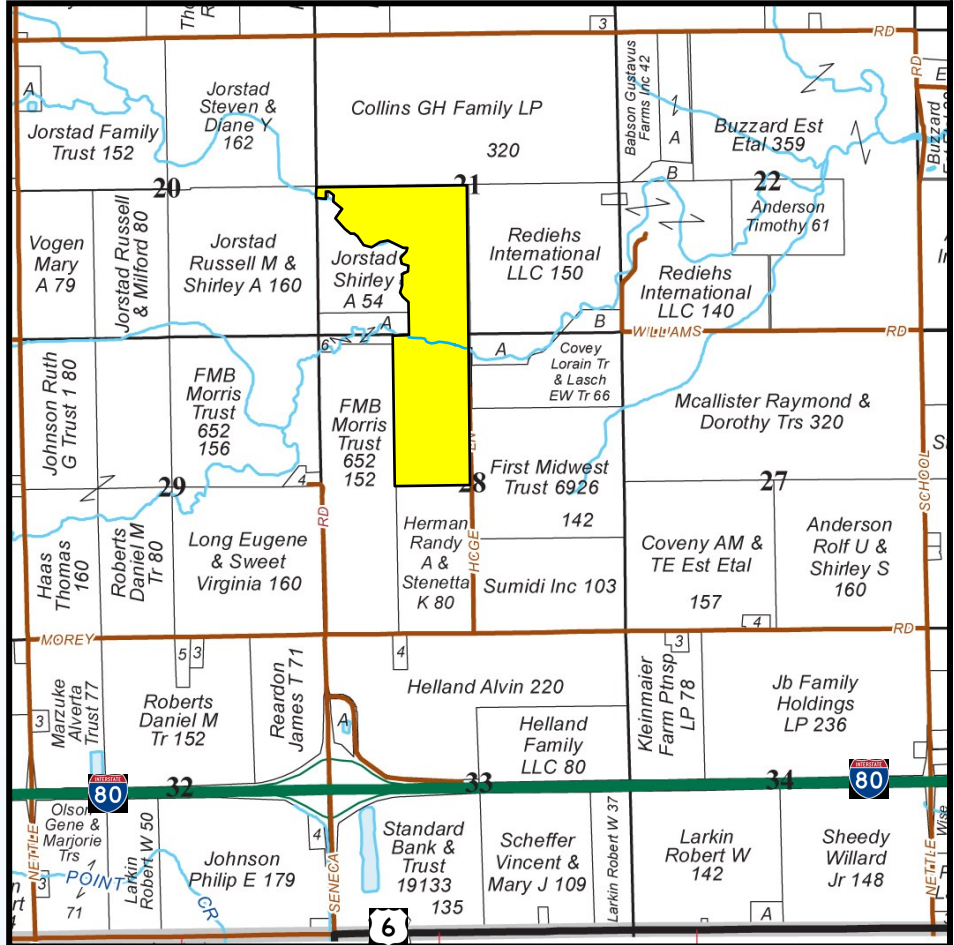 3
RD
A
Jorstad
Steven &
Diane Y
162
Collins GH Family LP
320
Babson Gustavus
Farms Inc 42
A
Buzzard Est
Etal 359
RD
Jorstad Family
Trust 152
B
Buzzard
20
21
22
Anderson
Timothy 61
Vogen
Mary
A 79
Jorstad Russell
& Milford 80
Jorstad
Russell M &
Shirley A 160
Jorstad
Shirley
A 54
Rediehs
International
LLC 150
Rediehs
International
LLC 140
A
B
WILLIAMS
RD
6
A
Covey
Lorain Tr
& Lasch
EW Tr 66
Johnson Ruth
G Trust 1 80
FMB
Morris
Trust
652
156
FMB
Morris
Trust
652
152
LN
Mcallister Raymond &
Dorothy Trs 320
First Midwest
Trust 6926
142
SCHOOL
4
29
28
27
RD
Haas
Thomas
160
Roberts
Daniel M
Tr 80
Long Eugene
& Sweet
Virginia 160
Herman
Randy
A &
Stenetta
K 80
HOGE
Sumidi Inc 103
Coveny AM &
TE Est Etal
157
Anderson
Rolf U &
Shirley S
160
4
MOREY
RD
5
3
4
3
Marzuke
Alverta
Trust 77
3
Roberts
Daniel M
Tr 152
Reardon
James T 71
A
Helland Alvin 220
Helland
Family
LLC 80
Kleinmaier
Farm Ptnsp
LP 78
Jb Family
Holdings
LP 236
32
33
34
INTERSTATE
80
INTERSTATE
80
NETTLE
Olson
Gene &
Marjorie
Trs
71
3
Larkin
Robert W 50
Johnson
Philip E 179
4
SENECA
Standard
Bank &
Trust
19133
135
Scheffer
Vincent &
Mary J 109
Larkin Robert W 37
Larkin
Robert W
142
Sheedy
Willard
Jr 148
A
NETTLE
Wise
POINT
CR
6